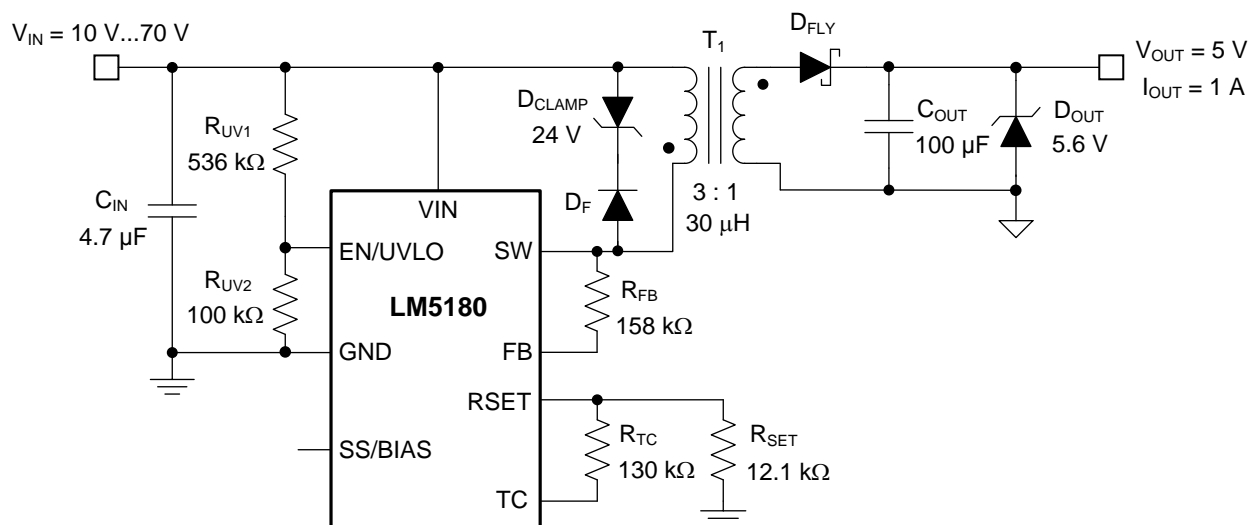 V_IN = 10 V...70 V
D_FLY
T_1
V_OUT = 5 V
I_OUT = 1 A
D_CLAMP
24 V
R_UV1
536 kΩ
C_OUT
100 µF
D_OUT
5.6 V
C_IN
4.7 µF
VIN
D_F
3 : 1
30 µH
EN/UVLO
SW
R_UV2
100 kΩ
LM5180
R_FB
158 kΩ
GND
FB
RSET
SS/BIAS
R_TC
130 kΩ
R_SET
12.1 kΩ
TC